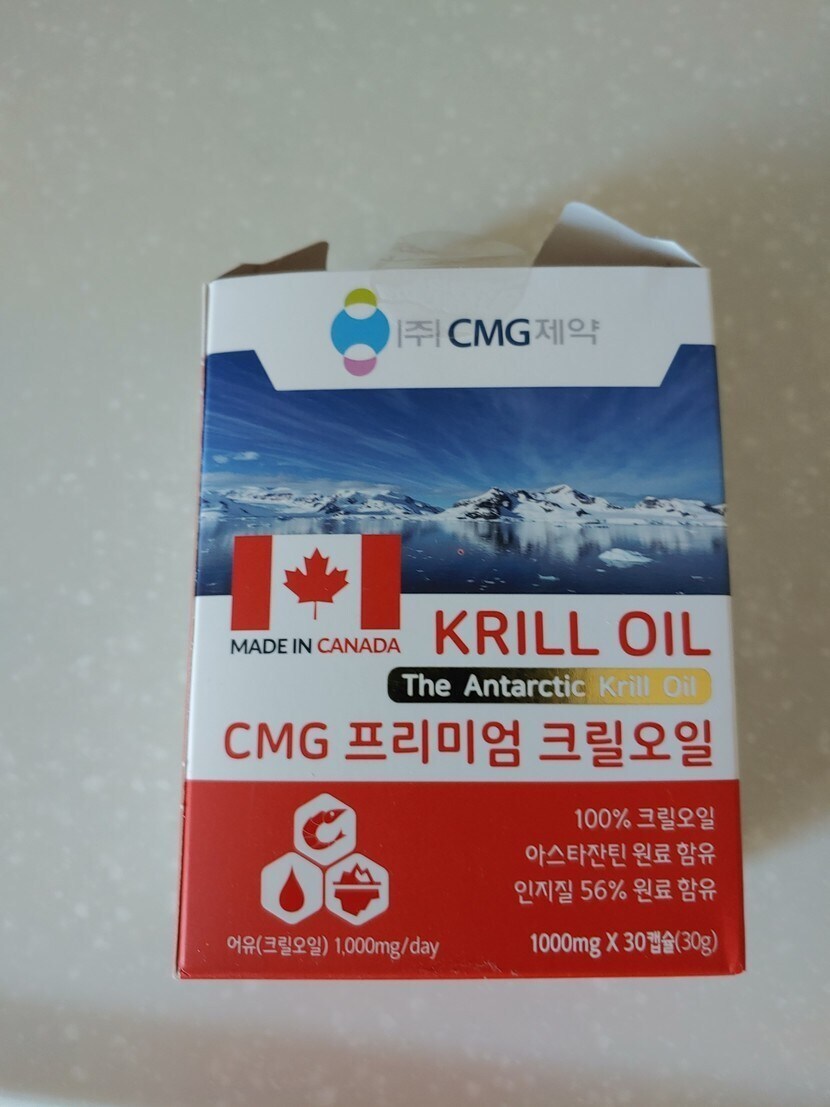 (주)CMG제약
MADE IN CANADA
KRILL OIL
The Antarctic Krill Oil
CMG 프리미엄 크릴오일
100% 크릴오일
아스타잔틴 원료 함유
인지질 56% 원료 함유
어유(크릴오일) 1,000mg/day
1000mg X 30캡슐(30g)